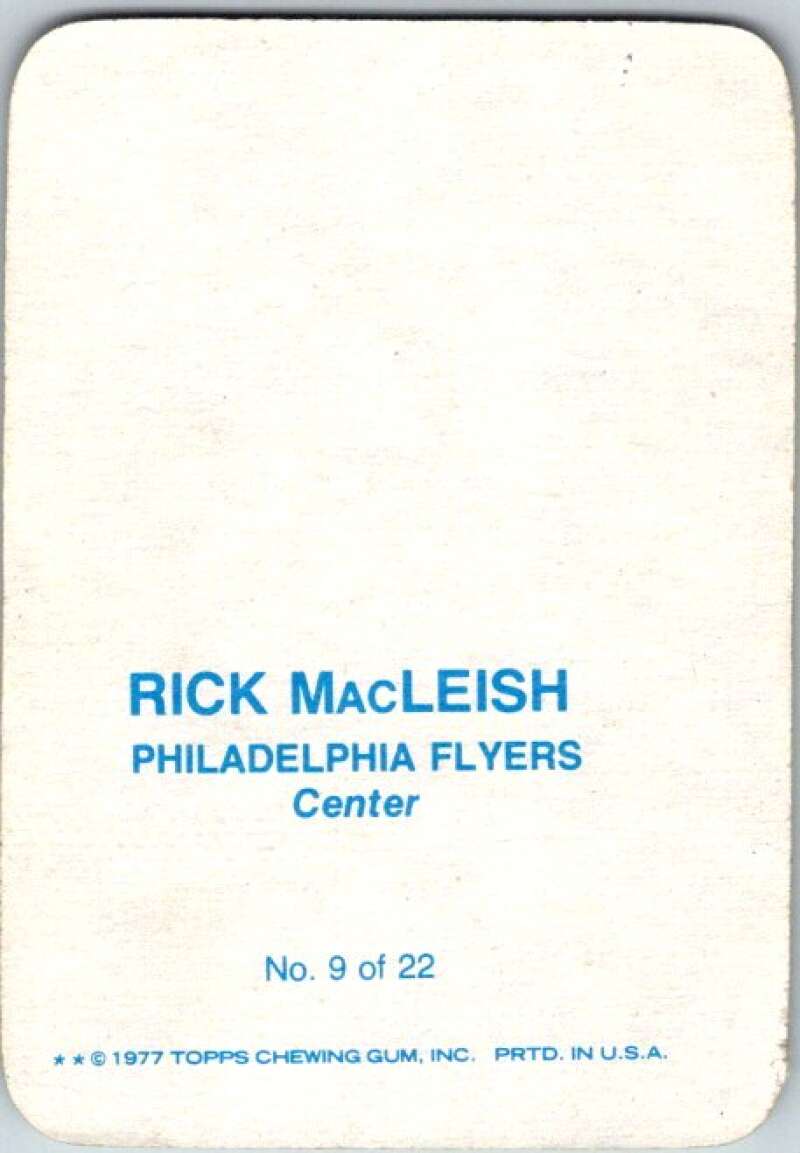 RICK MacLEISH
PHILADELPHIA FLYERS
Center
No. 9 of 22
★ ★ © 1977 TOPPS CHEWING GUM, INC. PRTD. IN U.S.A.